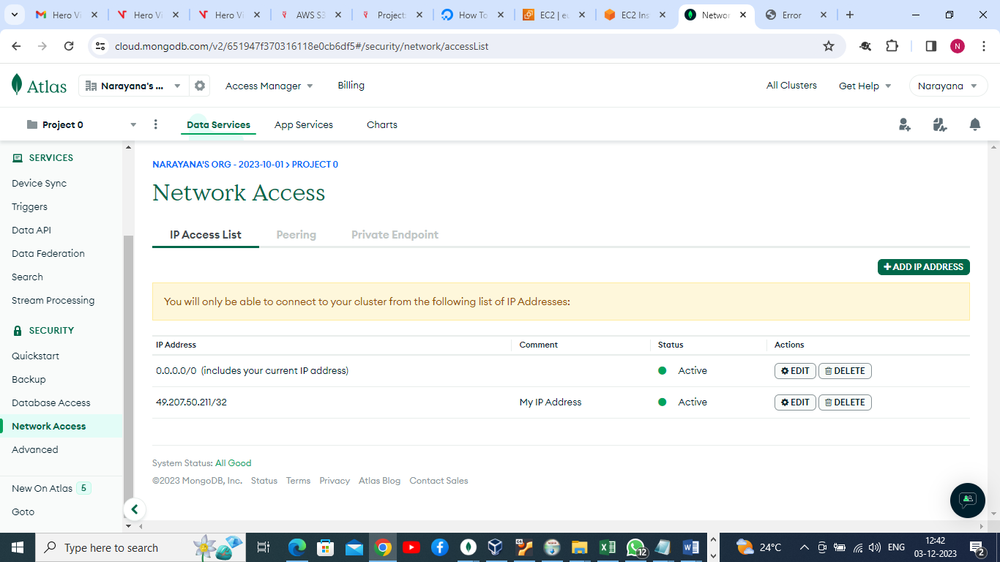 Hero Vi
Hero Vi
Hero Vi
AWS S3
Project
How To
EC2 | eu
EC2 Ins
Networ
Error
cloud.mongodb.com/v2/651947f370316118e0cb6df5#/security/network/accessList
N
Atlas
Narayana's ...
Access Manager
Billing
All Clusters
Get Help
Narayana
Project 0
Data Services
App Services
Charts
SERVICES
Device Sync
Triggers
Data API
Data Federation
Search
Stream Processing
SECURITY
Quickstart
Backup
Database Access
Network Access
Advanced
New On Atlas 5
Goto
NARAYANA'S ORG - 2023-10-01 > PROJECT 0
Network Access
IP Access List
Peering
Private Endpoint
+ ADD IP ADDRESS
You will only be able to connect to your cluster from the following list of IP Addresses:
IP Address
Comment
Status
Actions
0.0.0.0/0 (includes your current IP address)
Active
EDIT
DELETE
49.207.50.211/32
My IP Address
Active
EDIT
DELETE
System Status: All Good
©2023 MongoDB, Inc. Status Terms Privacy Atlas Blog Contact Sales
Type here to search
12
24°C
ENG
12:42
03-12-2023
2